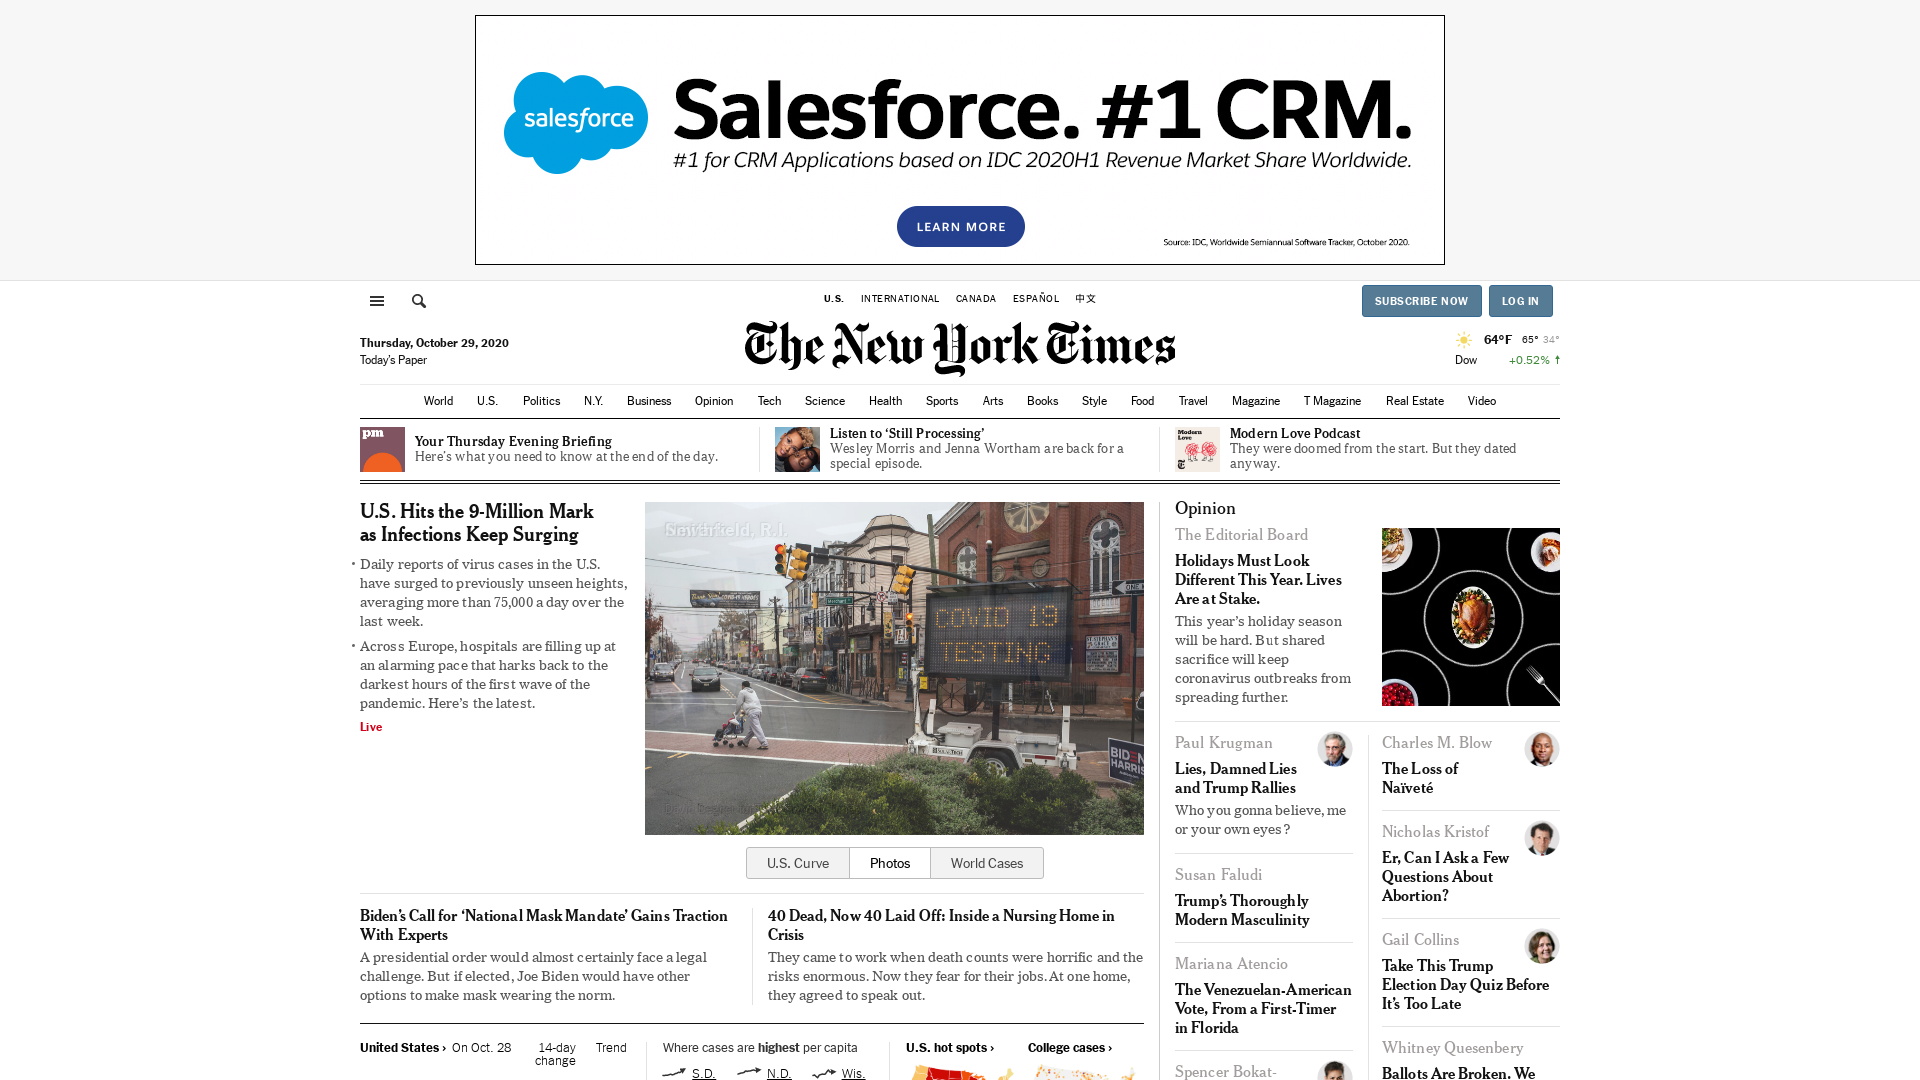 salesforce
Salesforce. #1 CRM.
#1 for CRM Applications based on IDC 2020H1 Revenue Market Share Worldwide.
LEARN MORE
Source: IDC, Worldwide Semiannual Software Tracker, October 2020.
U.S. INTERNATIONAL CANADA ESPAÑOL 中文
SUBSCRIBE NOW LOG IN
Thursday, October 29, 2020
Today's Paper
The New York Times
64°F 65° 34°
Dow +0.52% ↑
World U.S. Politics N.Y. Business Opinion Tech Science Health Sports Arts Books Style Food Travel Magazine T Magazine Real Estate Video
pm
Your Thursday Evening Briefing
Here's what you need to know at the end of the day.
Listen to ‘Still Processing’
Wesley Morris and Jenna Wortham are back for a
special episode.
Modern
Love
Modern Love Podcast
They were doomed from the start. But they dated
anyway.
U.S. Hits the 9-Million Mark
as Infections Keep Surging
• Daily reports of virus cases in the U.S.
have surged to previously unseen heights,
averaging more than 75,000 a day over the
last week.
• Across Europe, hospitals are filling up at
an alarming pace that harks back to the
darkest hours of the first wave of the
pandemic. Here’s the latest.
Live
COVID 19
TESTING
ONE
BIDEN
HARRIS
U.S. Curve Photos World Cases
Biden’s Call for ‘National Mask Mandate’ Gains Traction
With Experts
A presidential order would almost certainly face a legal
challenge. But if elected, Joe Biden would have other
options to make mask wearing the norm.
40 Dead, Now 40 Laid Off: Inside a Nursing Home in
Crisis
They came to work when death counts were horrific and the
risks enormous. Now they fear for their jobs. At one home,
they agreed to speak out.
United States › On Oct. 28 14-day
change Trend
Where cases are highest per capita
S.D. N.D. Wis.
U.S. hot spots › College cases ›
Opinion
The Editorial Board
Holidays Must Look
Different This Year. Lives
Are at Stake.
This year’s holiday season
will be hard. But shared
sacrifice will keep
coronavirus outbreaks from
spreading further.
Paul Krugman
Lies, Damned Lies
and Trump Rallies
Who you gonna believe, me
or your own eyes?
Susan Faludi
Trump’s Thoroughly
Modern Masculinity
Mariana Atencio
The Venezuelan-American
Vote, From a First-Timer
in Florida
Spencer Bokat-
Charles M. Blow
The Loss of
Naïveté
Nicholas Kristof
Er, Can I Ask a Few
Questions About
Abortion?
Gail Collins
Take This Trump
Election Day Quiz Before
It’s Too Late
Whitney Quesenbery
Ballots Are Broken. We